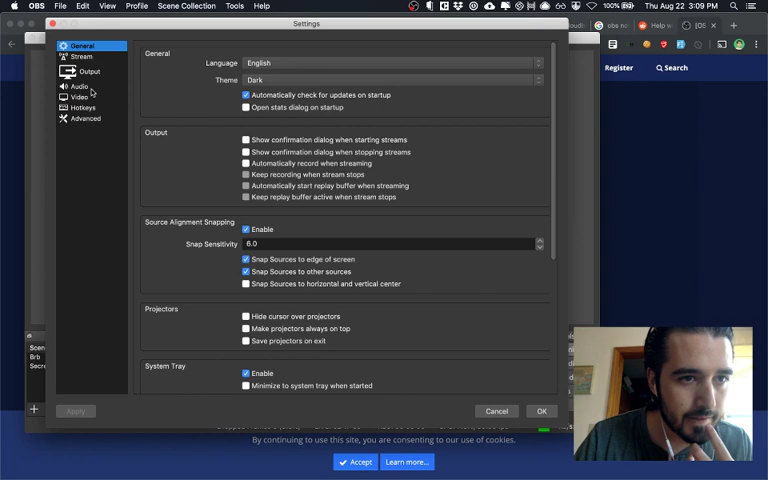 OBS File Edit View Profile Scene Collection Tools Help 100% Thu Aug 22 3:09 PM
Settings
Register Search
General
Stream
Output
Audio
Video
Hotkeys
Advanced
General
Language English
Theme Dark
Automatically check for updates on startup
Open stats dialog on startup
Output
Show confirmation dialog when starting streams
Show confirmation dialog when stopping streams
Automatically record when streaming
Keep recording when stream stops
Automatically start replay buffer when streaming
Keep replay buffer active when stream stops
Source Alignment Snapping
Enable
Snap Sensitivity 6.0
Snap Sources to edge of screen
Snap Sources to other sources
Snap Sources to horizontal and vertical center
Projectors
Hide cursor over projectors
Make projectors always on top
Save projectors on exit
System Tray
Enable
Minimize to system tray when started
Scen
Brb
Secre
Apply Cancel OK
By continuing to use this site, you are consenting to our use of cookies.
Accept Learn more...